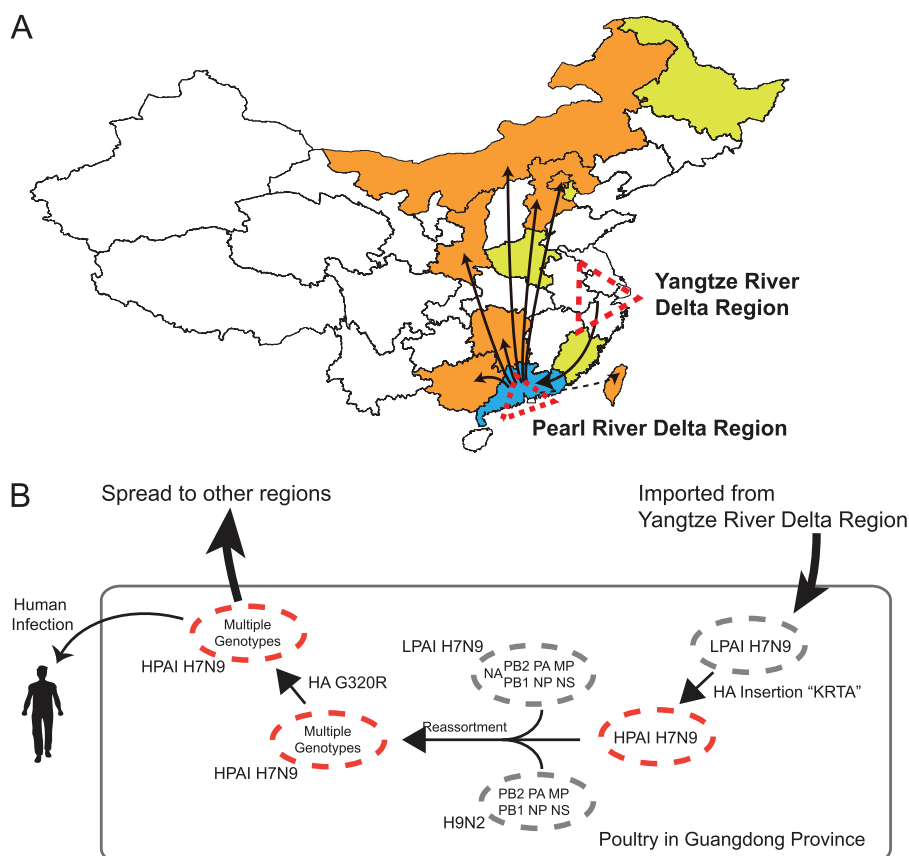 A
Yangtze River
Delta Region
Pearl River Delta Region
B
Spread to other regions
Imported from
Yangtze River Delta Region
Human
Infection
Multiple
Genotypes
HPAI H7N9
HA G320R
Multiple
Genotypes
HPAI H7N9
Reassortment
LPAI H7N9
NA
PB2 PA MP
PB1 NP NS
PB2 PA MP
PB1 NP NS
H9N2
LPAI H7N9
HA Insertion “KRTA”
HPAI H7N9
Poultry in Guangdong Province